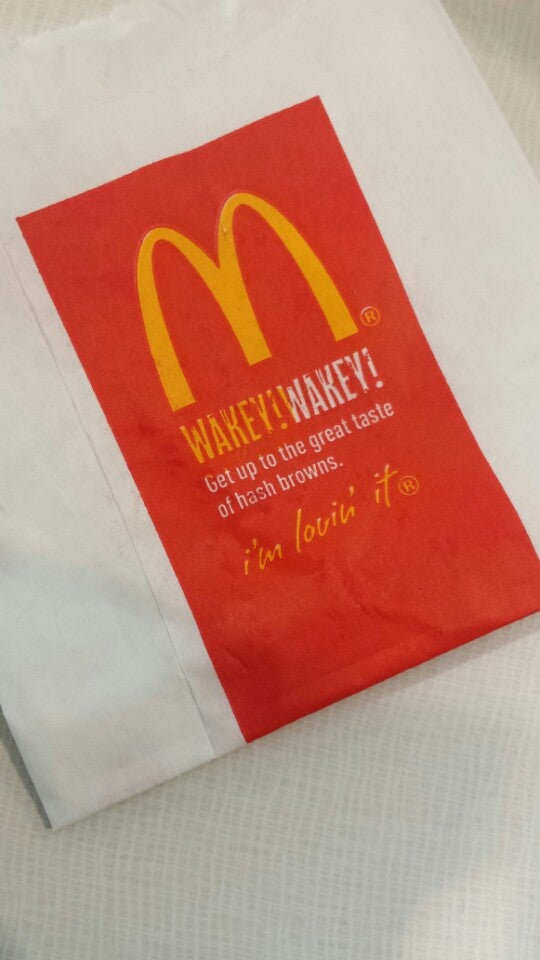 M®
WAKEY! WAKEY!
Get up to the great taste
of hash browns.
i'm lovin' it®